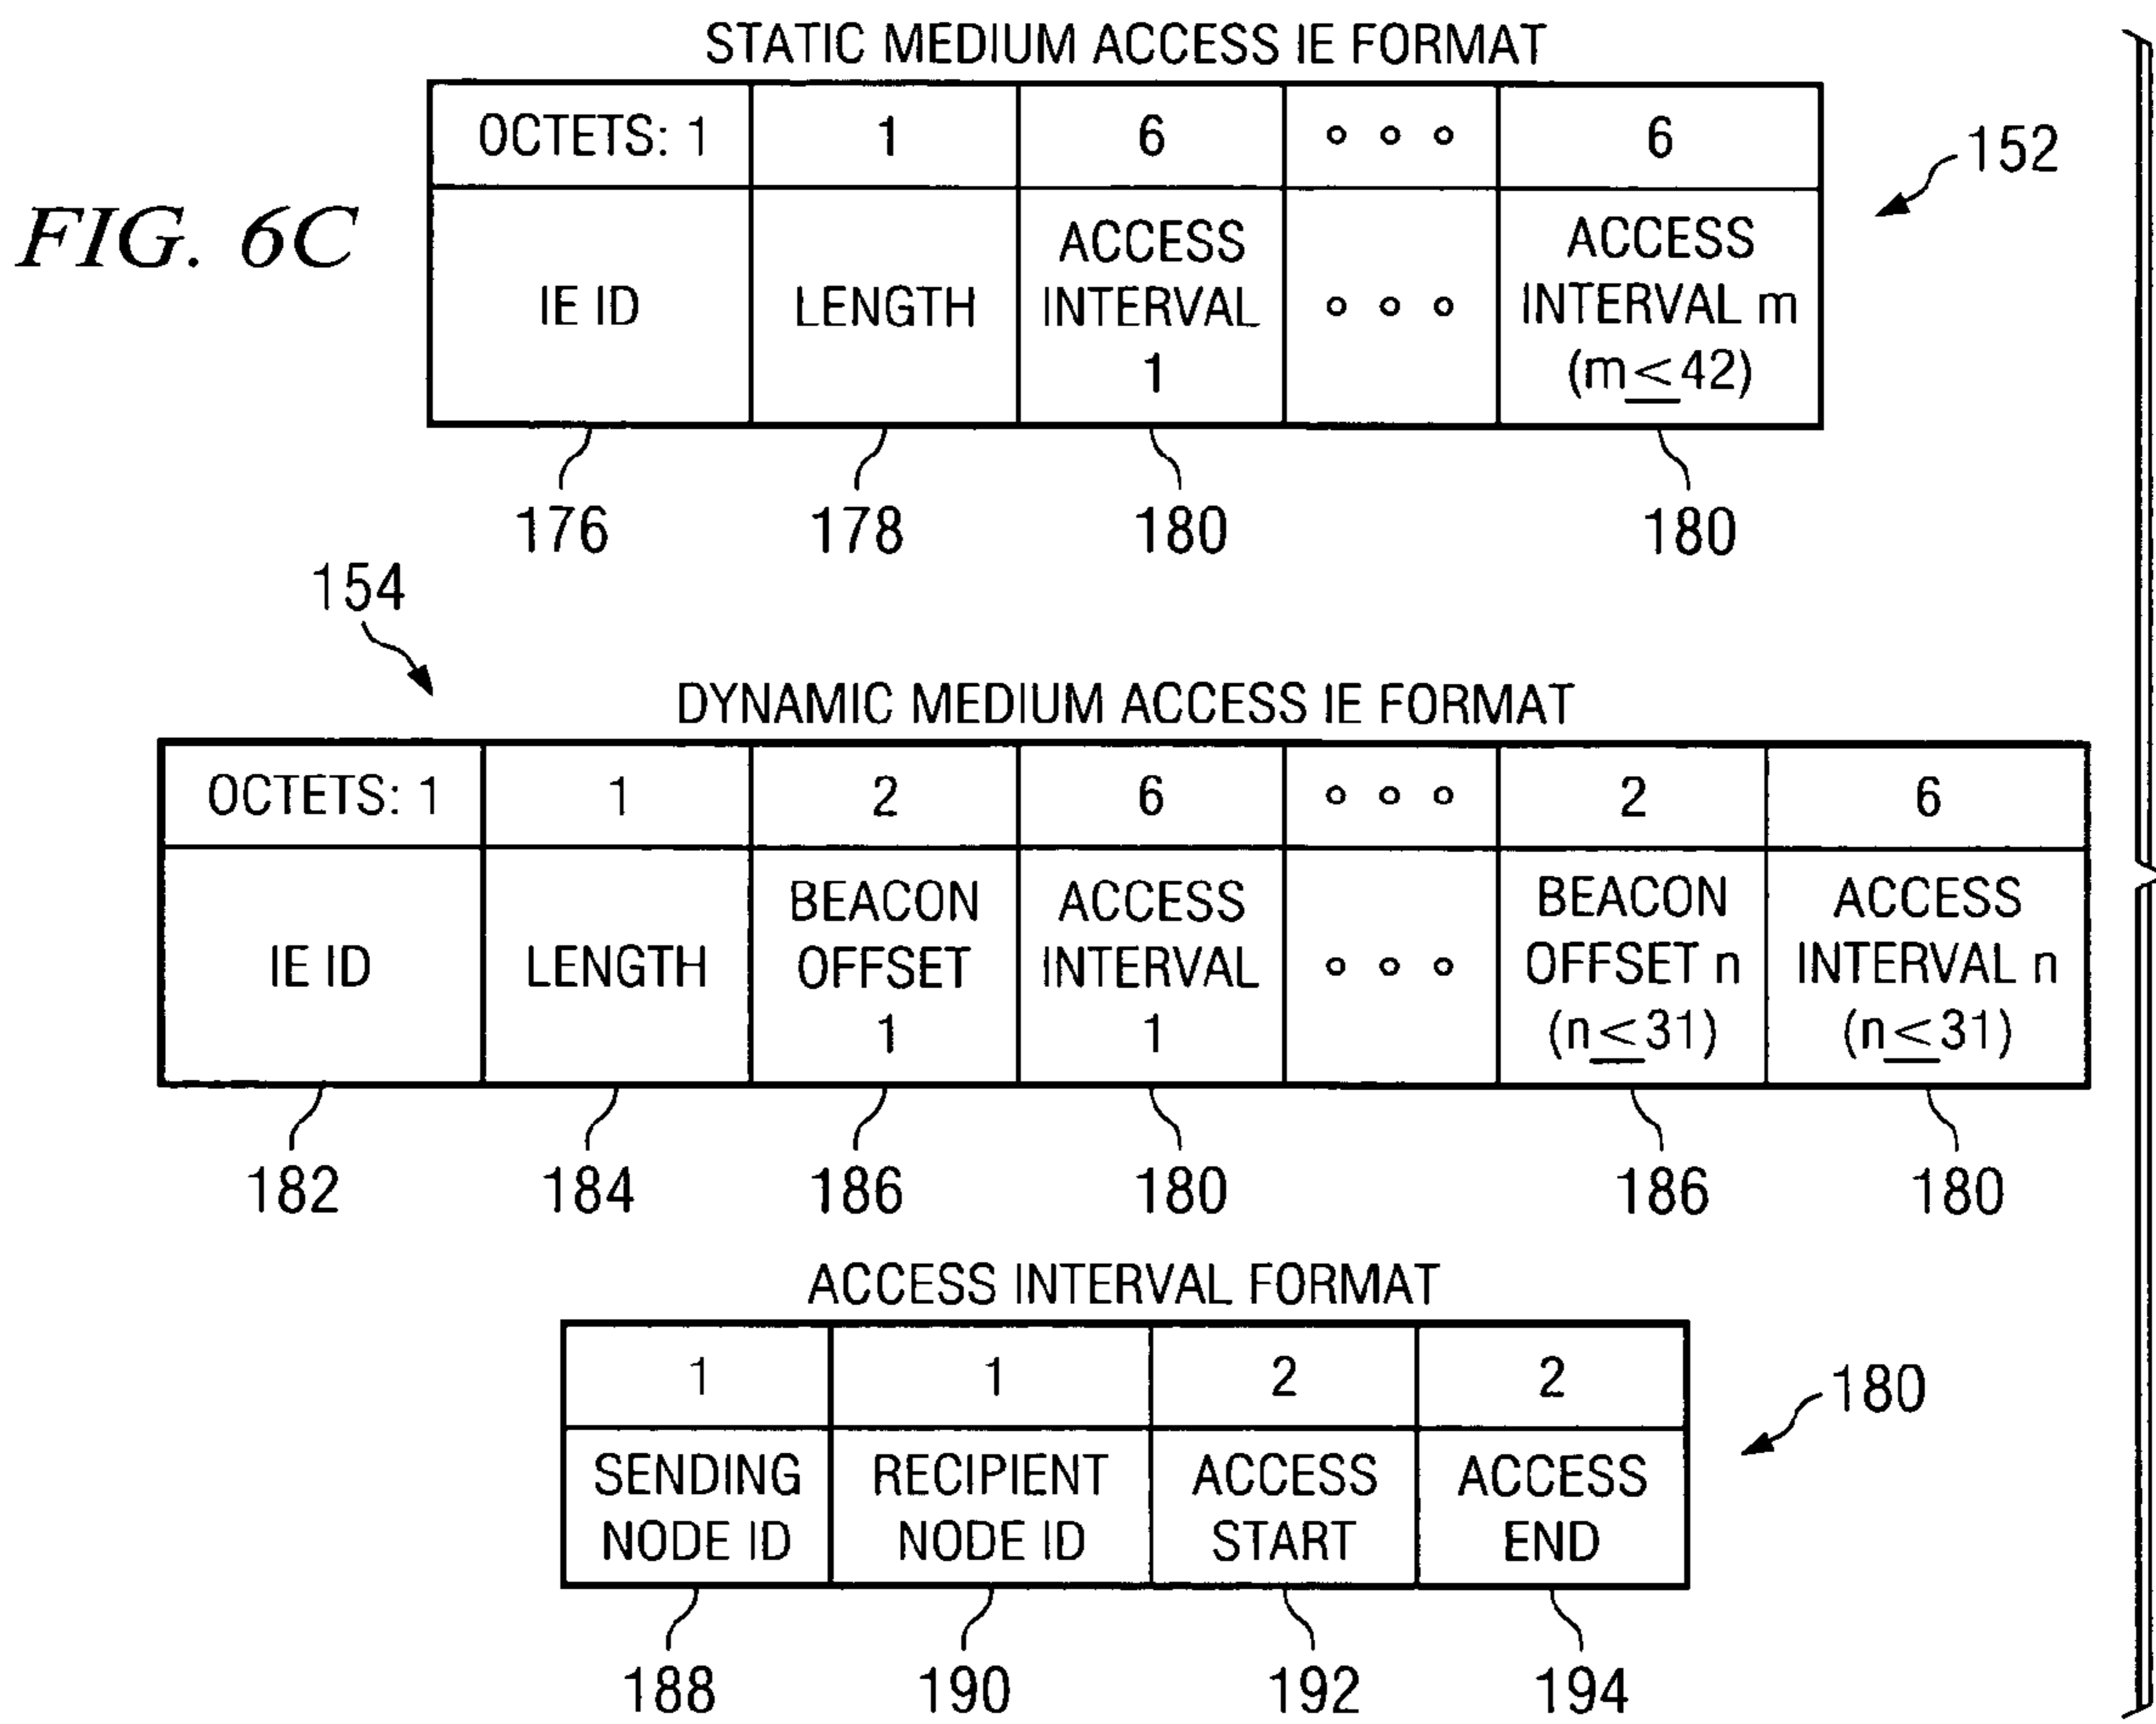 FIG. 6C
STATIC MEDIUM ACCESS IE FORMAT
OCTETS: 1 1 6 ∘ ∘ ∘ 6
IE ID LENGTH ACCESS INTERVAL 1 ∘ ∘ ∘ ACCESS INTERVAL m (m≤42)
152
176 178 180 180
154
DYNAMIC MEDIUM ACCESS IE FORMAT
OCTETS: 1 1 2 6 ∘ ∘ ∘ 2 6
IE ID LENGTH BEACON OFFSET 1 ACCESS INTERVAL 1 ∘ ∘ ∘ BEACON OFFSET n (n≤31) ACCESS INTERVAL n (n≤31)
182 184 186 180 186 180
ACCESS INTERVAL FORMAT
1 1 2 2
SENDING NODE ID RECIPIENT NODE ID ACCESS START ACCESS END
180
188 190 192 194